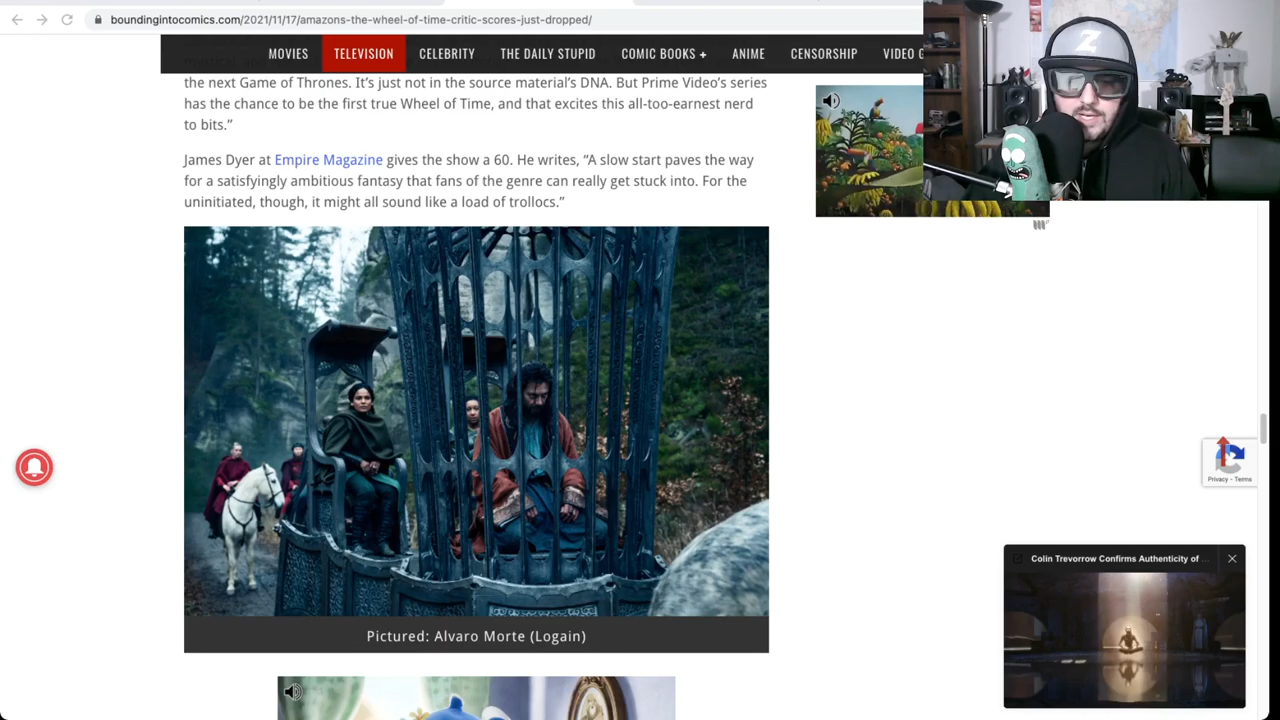 boundingintocomics.com/2021/11/17/amazons-the-wheel-of-time-critic-scores-just-dropped/
MOVIES TELEVISION CELEBRITY THE DAILY STUPID COMIC BOOKS + ANIME CENSORSHIP VIDEO G
the next Game of Thrones. It’s just not in the source material’s DNA. But Prime Video’s series
has the chance to be the first true Wheel of Time, and that excites this all-too-earnest nerd
to bits.”
James Dyer at Empire Magazine gives the show a 60. He writes, “A slow start paves the way
for a satisfyingly ambitious fantasy that fans of the genre can really get stuck into. For the
uninitiated, though, it might all sound like a load of trollocs.”
Z
Privacy - Terms
Colin Trevorrow Confirms Authenticity of ...
Pictured: Alvaro Morte (Logain)